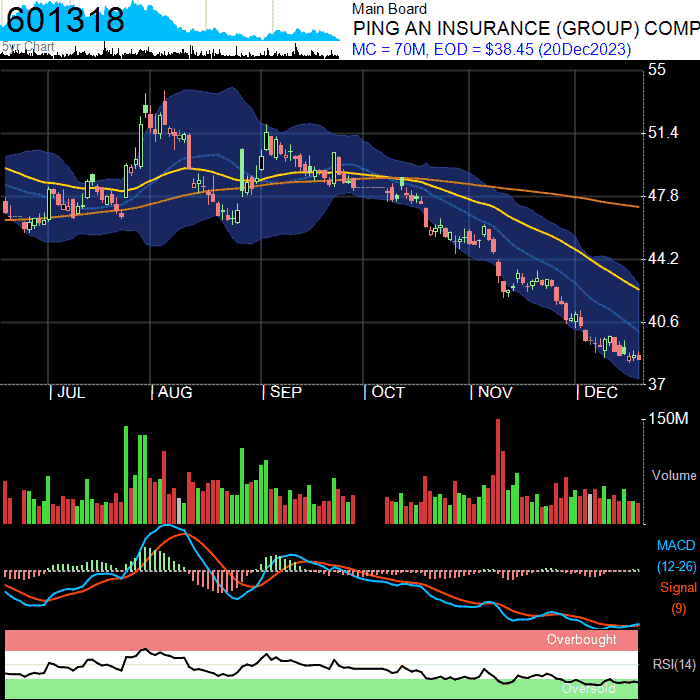 601318
5yr Chart
Main Board
PING AN INSURANCE (GROUP) COMP
MC = 70M, EOD = $38.45 (20Dec2023)
55
51.4
47.8
44.2
40.6
37
JUL
AUG
SEP
OCT
NOV
DEC
150M
Volume
MACD
(12-26)
Signal
(9)
Overbought
RSI(14)
Oversold